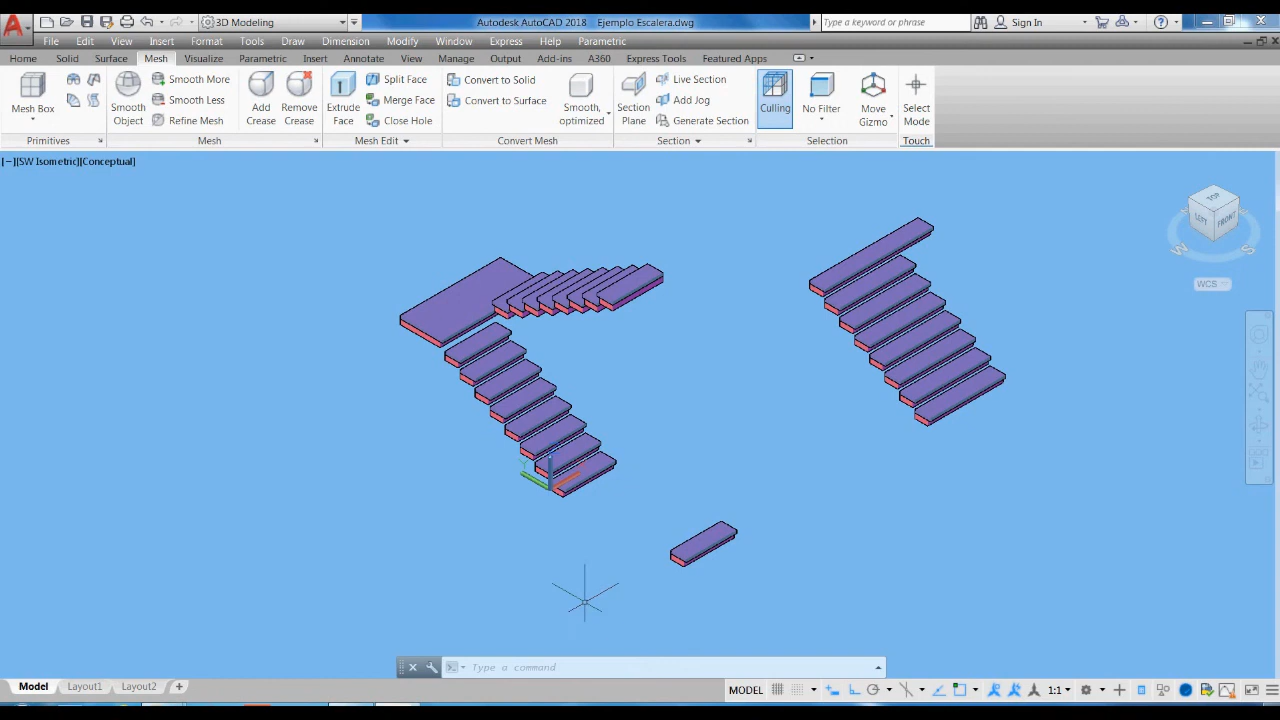 3D Modeling Autodesk AutoCAD 2018 Ejemplo Escalera.dwg Type a keyword or phrase Sign In
File Edit View Insert Format Tools Draw Dimension Modify Window Express Help Parametric
Home Solid Surface Mesh Visualize Parametric Insert Annotate View Manage Output Add-ins A360 Express Tools Featured Apps
Mesh Box
Smooth Object
Smooth More
Smooth Less
Refine Mesh
Add Crease
Remove Crease
Extrude Face
Split Face
Merge Face
Close Hole
Convert to Solid
Convert to Surface
Smooth, optimized
Section Plane
Live Section
Add Jog
Generate Section
Culling
No Filter
Move Gizmo
Select Mode
Primitives Mesh Mesh Edit Convert Mesh Section Selection Touch
[−][SW Isometric][Conceptual]
TOP
LEFT FRONT
W S
WCS
Y
Type a command
Model Layout1 Layout2 + MODEL 1:1